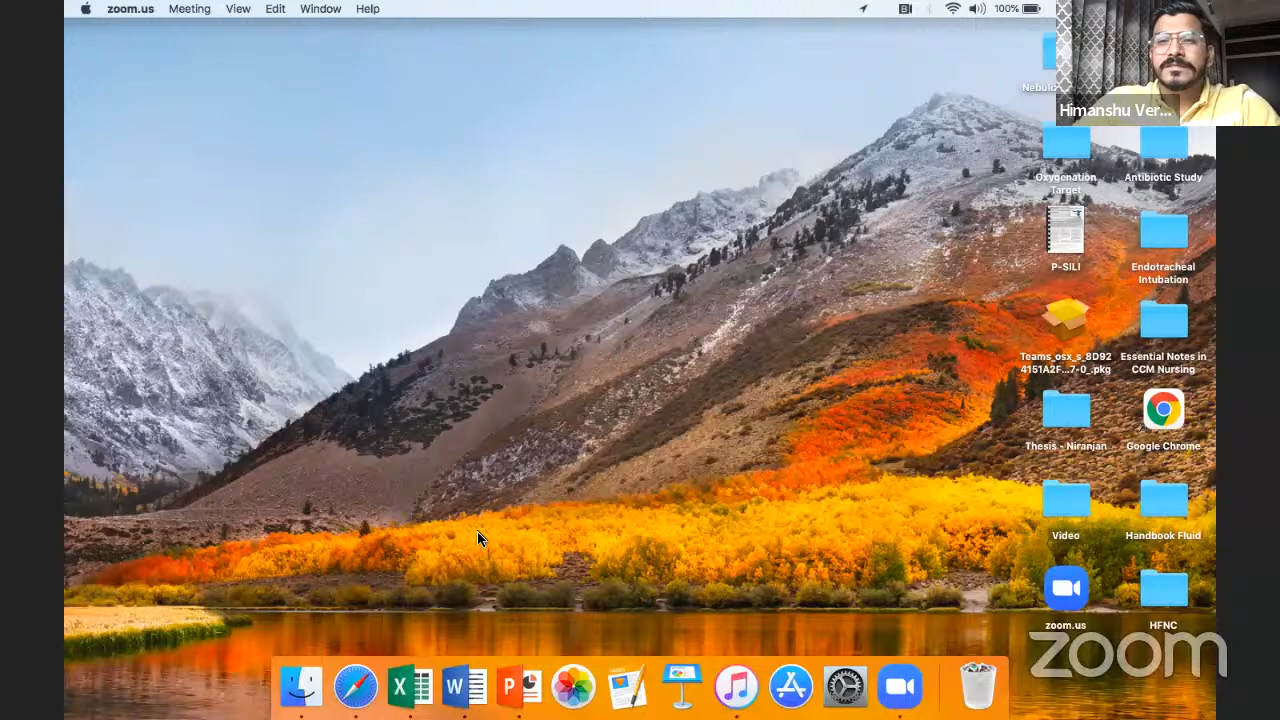 zoom.us Meeting View Edit Window Help
100%
Himanshu Ver...
Oxygenation
Target
Antibiotic Study
P-SILI
Endotracheal
Intubation
Teams_osx_s_8D92
4151A2F...7-0_.pkg
Essential Notes in
CCM Nursing
Thesis - Niranjan
Google Chrome
Video
Handbook Fluid
zoom.us
HFNC
zoom